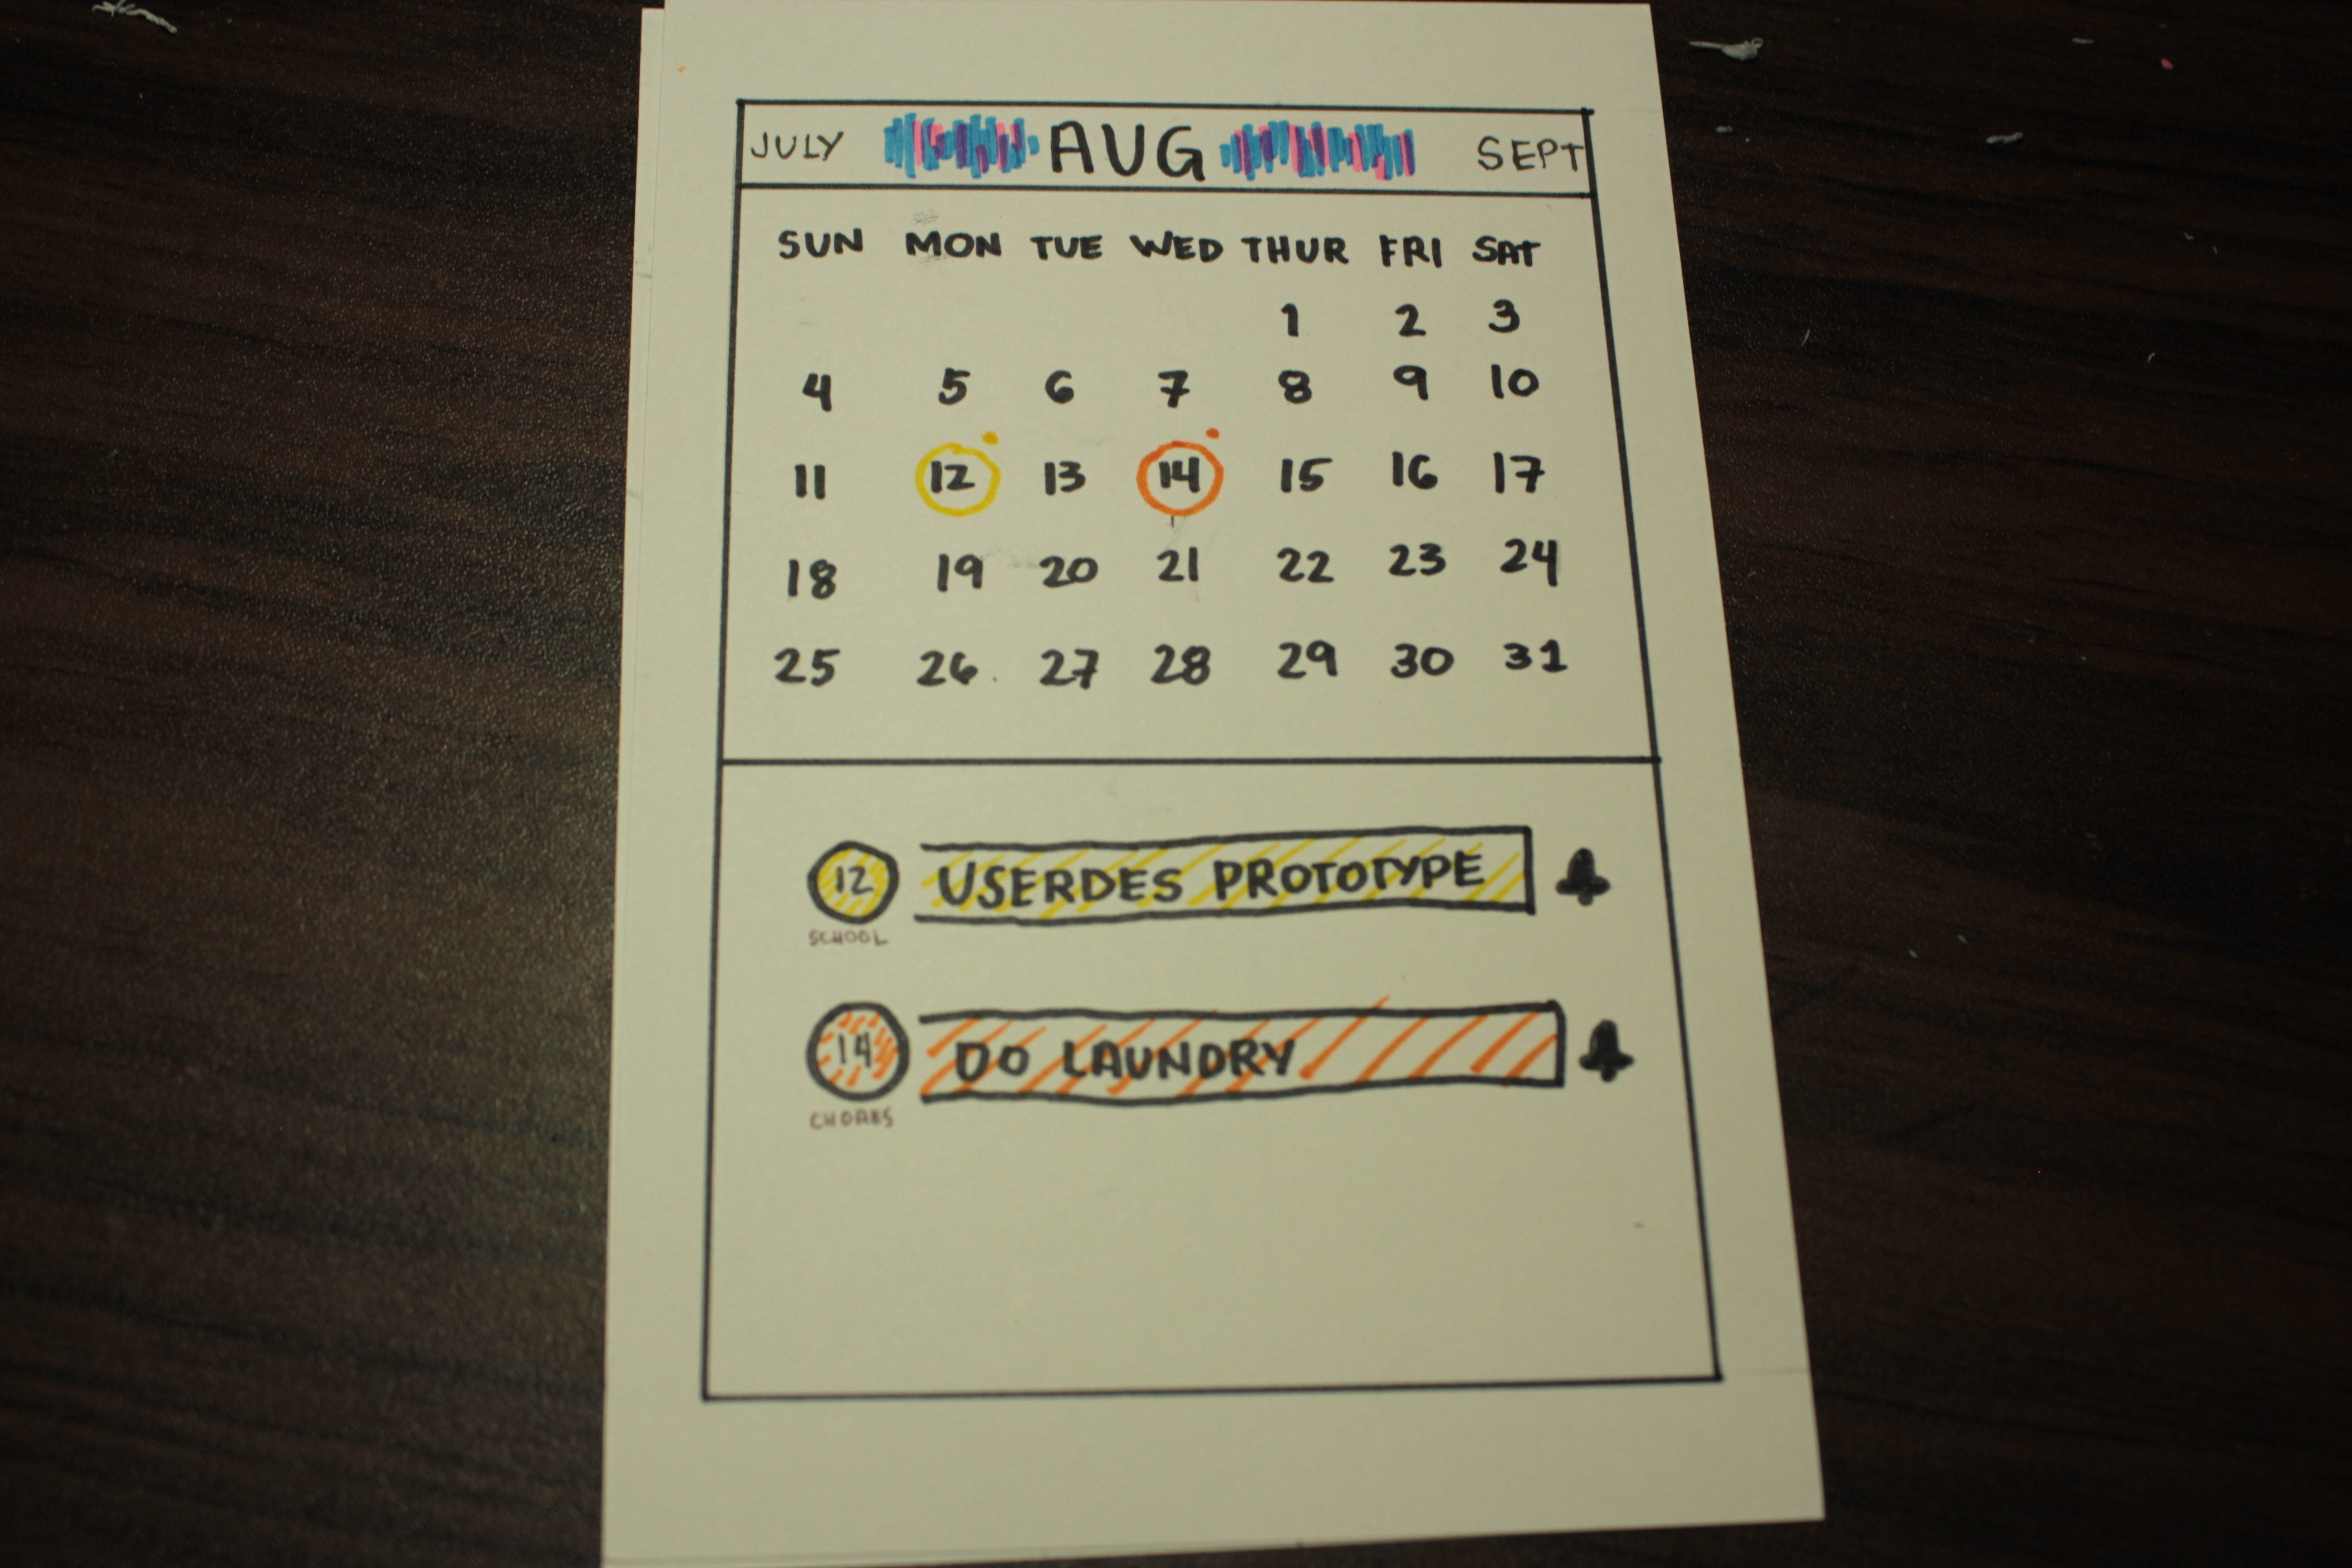 JULY AUG SEPT
SUN MON TUE WED THUR FRI SAT
1 2 3
4 5 6 7 8 9 10
11 12 13 14 15 16 17
18 19 20 21 22 23 24
25 26 27 28 29 30 31
12 USERDES PROTOTYPE
SCHOOL
14 DO LAUNDRY
CHORES